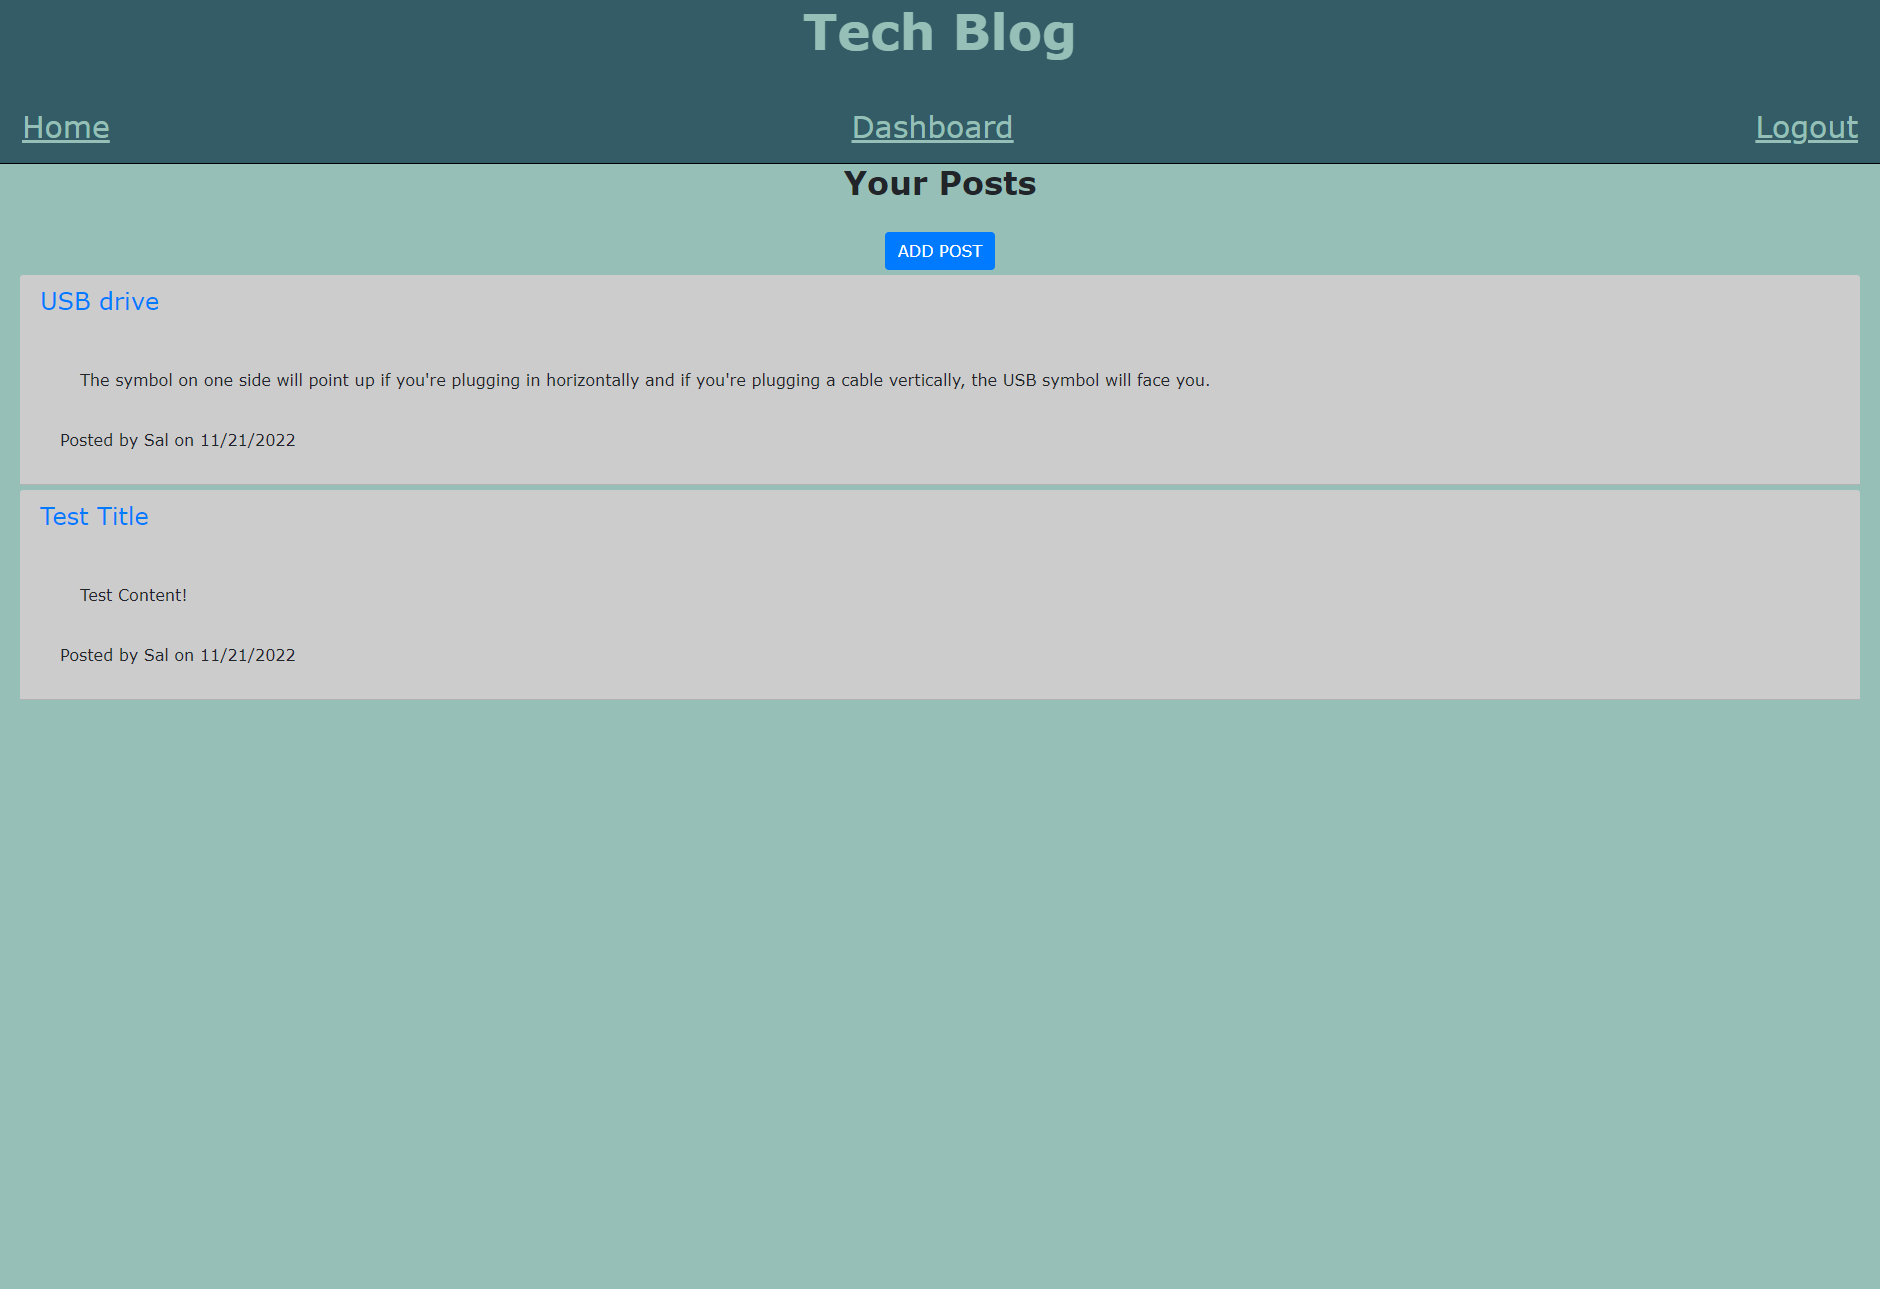 Tech Blog
Home Dashboard Logout
Your Posts
ADD POST
USB drive
The symbol on one side will point up if you're plugging in horizontally and if you're plugging a cable vertically, the USB symbol will face you.
Posted by Sal on 11/21/2022
Test Title
Test Content!
Posted by Sal on 11/21/2022